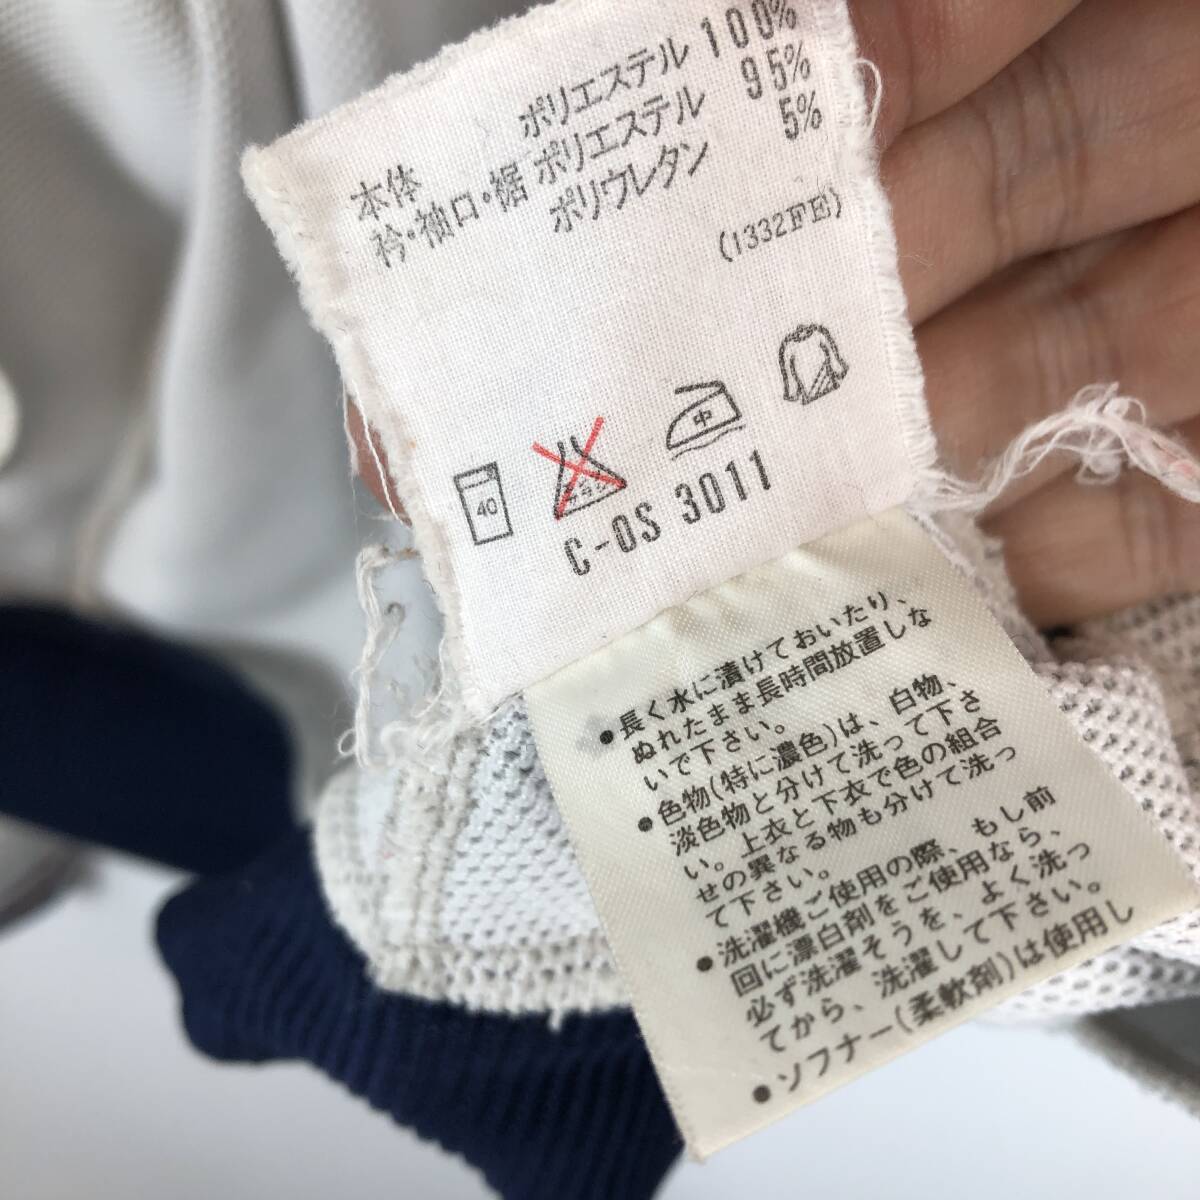 本体 ポリエステル 100%
衿・袖口・裾 ポリエステル 95%
ポリウレタン 5%
(1332FE)
40
中
C-OS 3011
●長く水に漬けておいたり、
ぬれたまま長時間放置しな
いで下さい。
●色物(特に濃色)は、白物、
淡色物と分けて洗って下さ
い。上衣と下衣で色の組合
せの異なる物も分けて洗っ
て下さい。
●洗濯機ご使用の際、もし前
回に漂白剤をご使用なら、
必ず洗濯そうを、よく洗っ
てから、洗濯して下さい。
●ソフナー(柔軟剤)は使用し